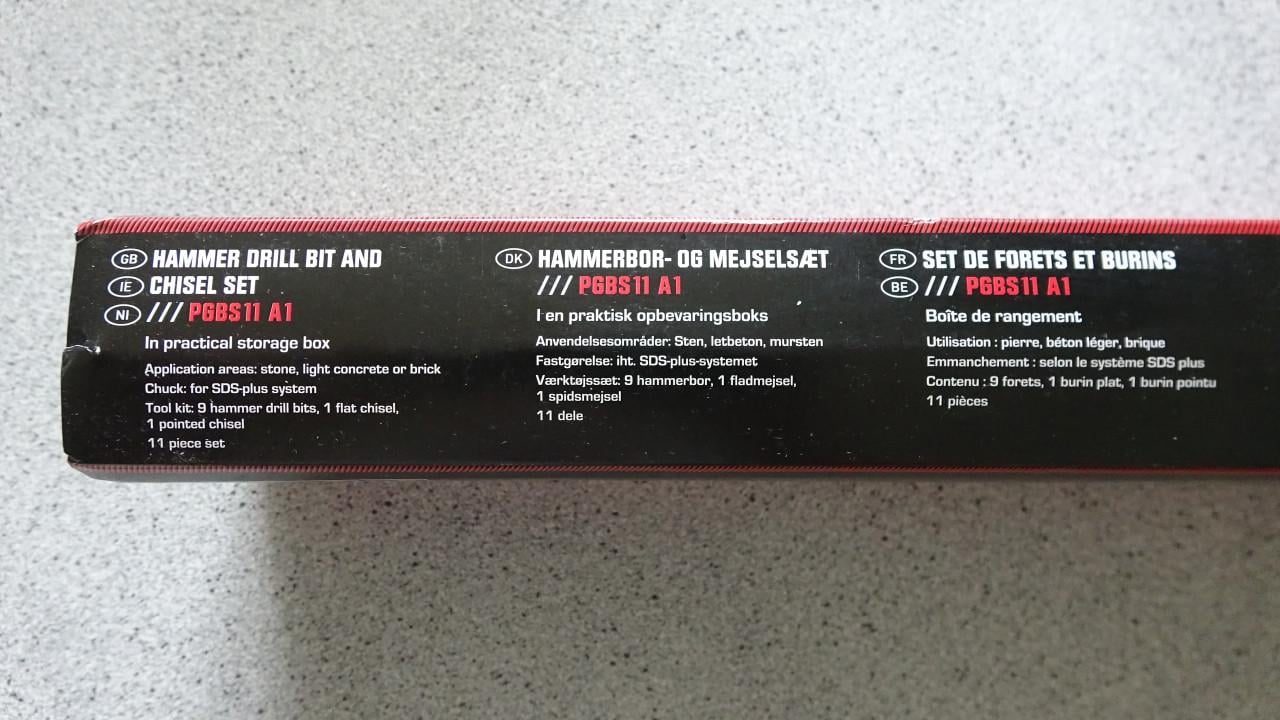 GB HAMMER DRILL BIT AND
IE CHISEL SET
NI /// PGBS11 A1
In practical storage box
Application areas: stone, light concrete or brick
Chuck: for SDS-plus system
Tool kit: 9 hammer drill bits, 1 flat chisel,
1 pointed chisel
11 piece set
DK HAMMERBOR- OG MEJSELSÆT
/// PGBS11 A1
I en praktisk opbevaringsboks
Anvendelsesområder: Sten, letbeton, mursten
Fastgørelse: iht. SDS-plus-systemet
Værktøjssæt: 9 hammerbor, 1 fladmejsel,
1 spidsmejsel
11 dele
FR SET DE FORETS ET BURINS
BE /// PGBS11 A1
Boîte de rangement
Utilisation : pierre, béton léger, brique
Emmanchement : selon le système SDS plus
Contenu : 9 forets, 1 burin plat, 1 burin pointu
11 pièces